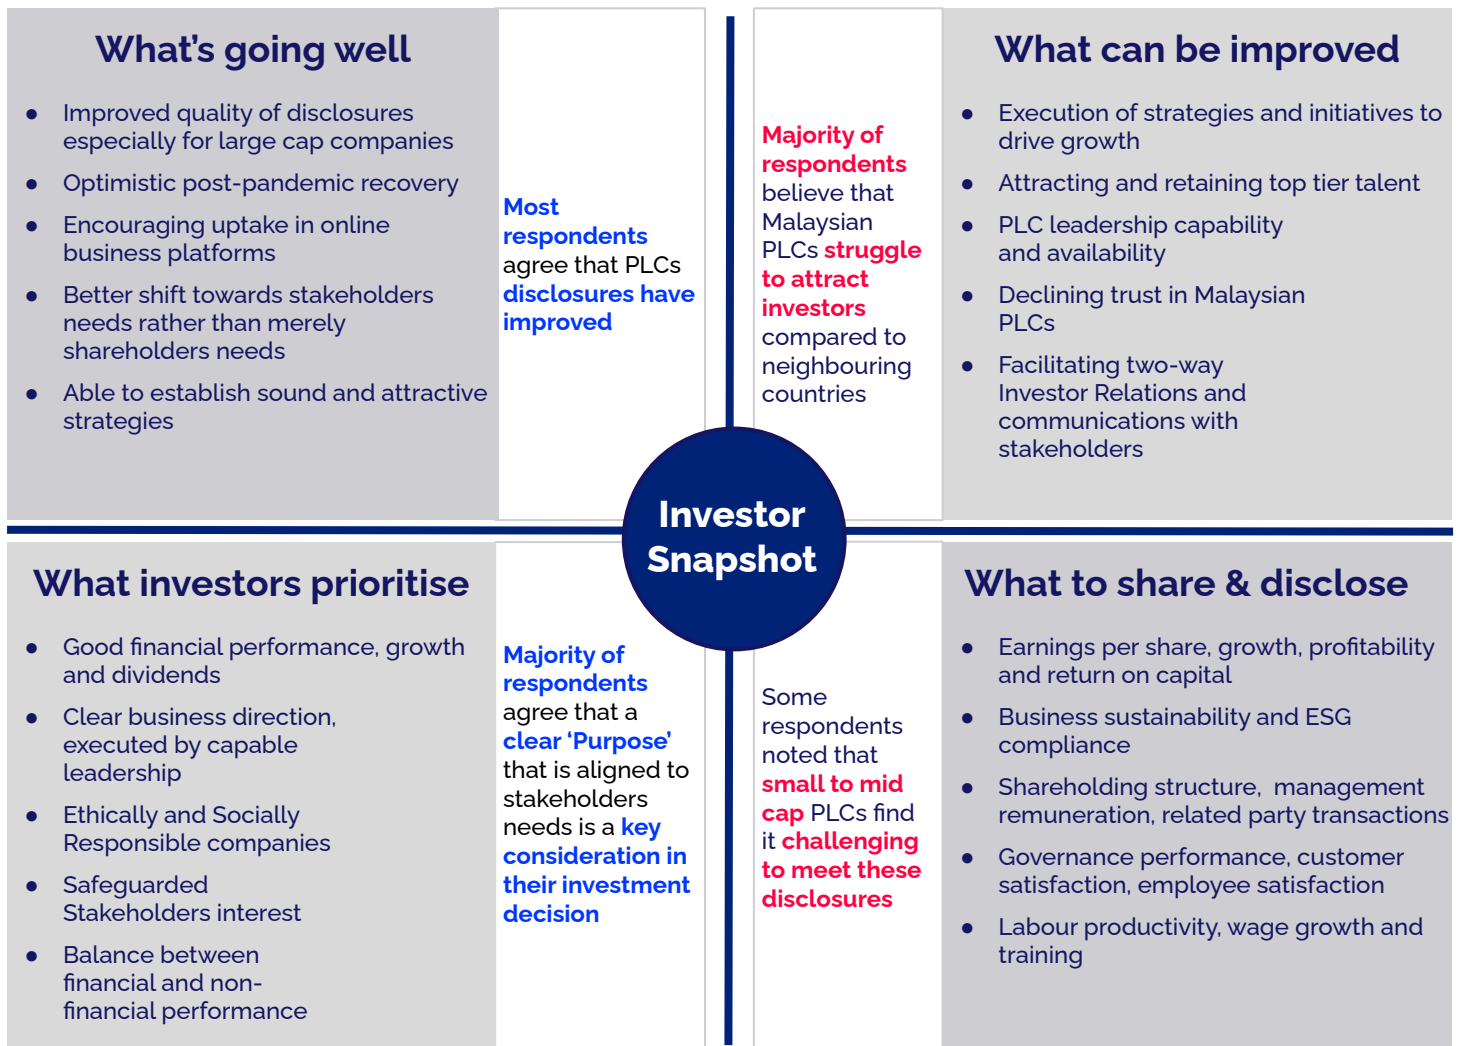 What's going well
● Improved quality of disclosures
especially for large cap companies
● Optimistic post-pandemic recovery
● Encouraging uptake in online
business platforms
● Better shift towards stakeholders
needs rather than merely
shareholders needs
● Able to establish sound and attractive
strategies
Most
respondents
agree that PLCs
disclosures have
improved
Majority of
respondents
believe that
Malaysian
PLCs struggle
to attract
investors
compared to
neighbouring
countries
What can be improved
● Execution of strategies and initiatives to
drive growth
● Attracting and retaining top tier talent
● PLC leadership capability
and availability
● Declining trust in Malaysian
PLCs
● Facilitating two-way
Investor Relations and
communications with
stakeholders
Investor
Snapshot
What investors prioritise
● Good financial performance, growth
and dividends
● Clear business direction,
executed by capable
leadership
● Ethically and Socially
Responsible companies
● Safeguarded
Stakeholders interest
● Balance between
financial and non-
financial performance
Majority of
respondents
agree that a
clear ‘Purpose’
that is aligned to
stakeholders
needs is a key
consideration in
their investment
decision
Some
respondents
noted that
small to mid
cap PLCs find
it challenging
to meet these
disclosures
What to share & disclose
● Earnings per share, growth, profitability
and return on capital
● Business sustainability and ESG
compliance
● Shareholding structure, management
remuneration, related party transactions
● Governance performance, customer
satisfaction, employee satisfaction
● Labour productivity, wage growth and
training